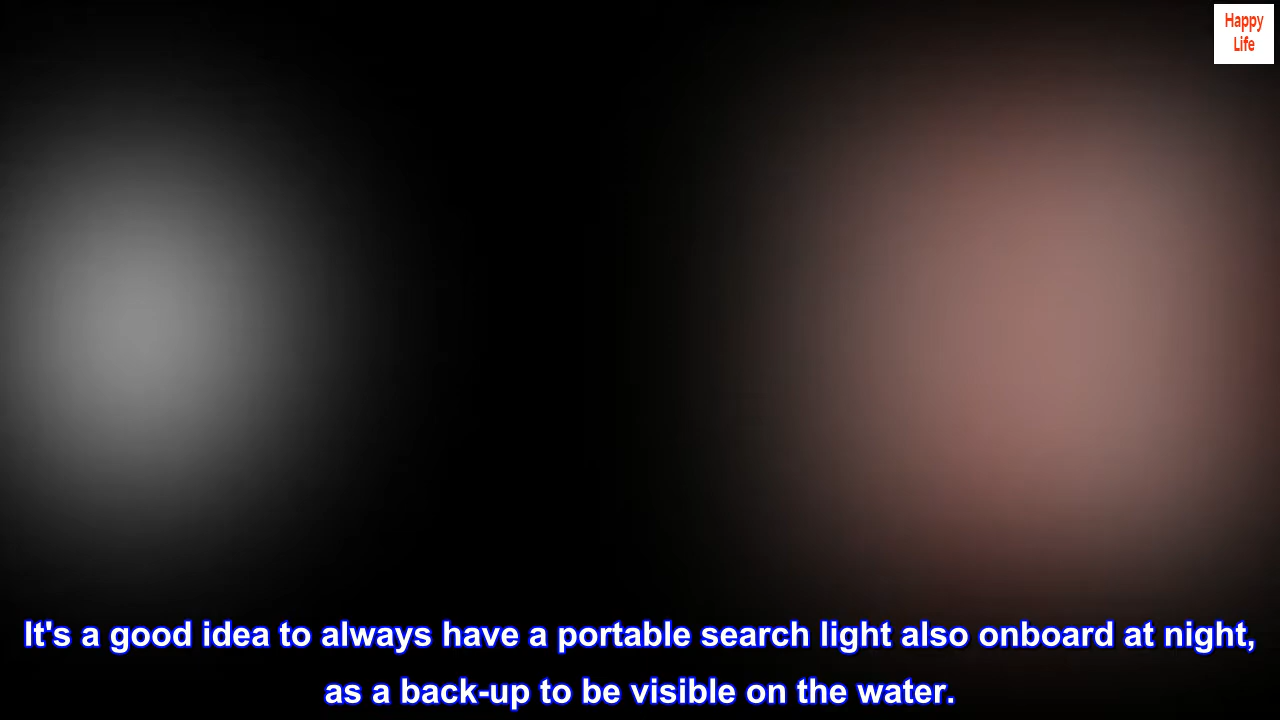 Happy
Life
It's a good idea to always have a portable search light also onboard at night,
as a back-up to be visible on the water.